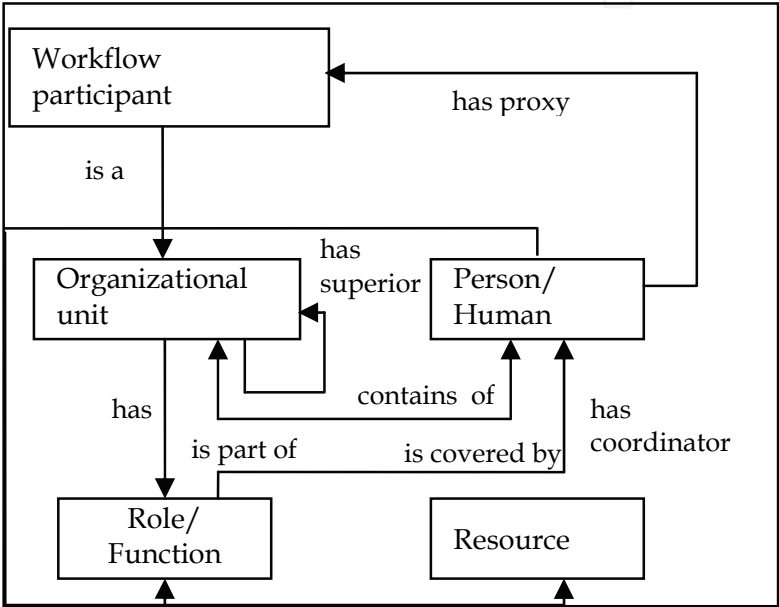 Workflow
participant
has proxy
is a
has
superior
Organizational
unit
Person/
Human
contains of
has
has
coordinator
is part of
is covered by
Role/
Function
Resource